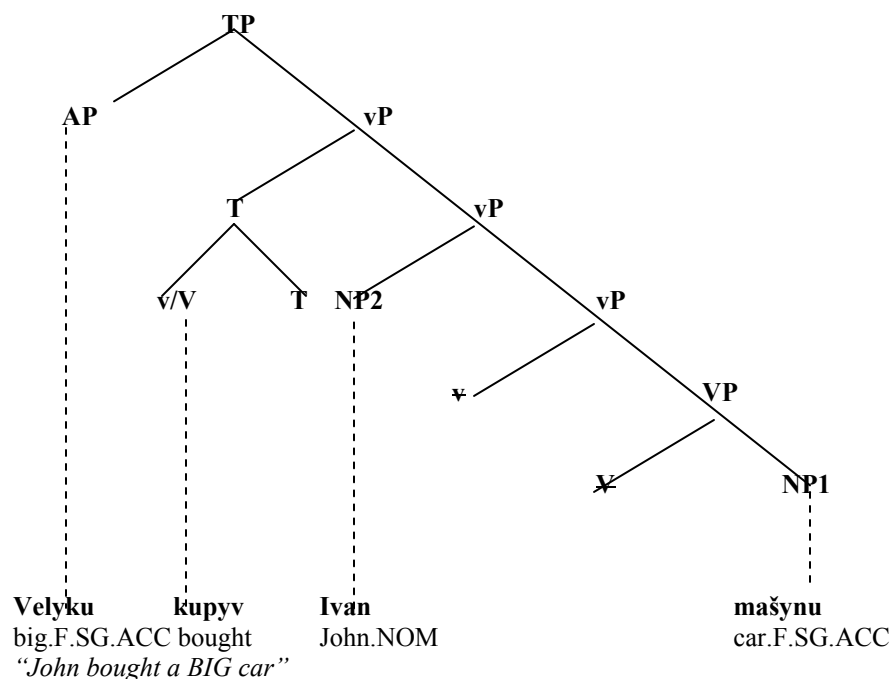 TP
AP vP
T vP
v/V T NP2 vP
v VP
V NP1
Velyku kupyv Ivan mašynu
big.F.SG.ACC bought John.NOM car.F.SG.ACC
“John bought a BIG car”